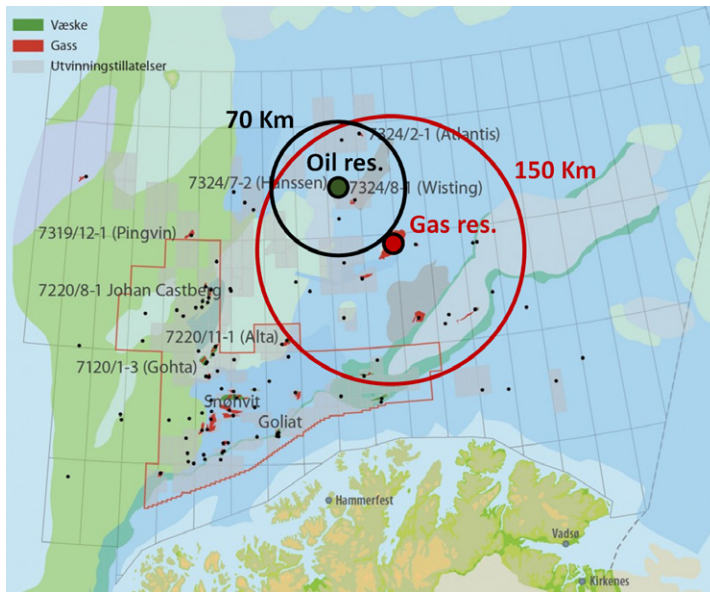 Væske
Gass
Utvinningstillatelser
70 Km
7324/2-1 (Atlantis)
Oil res.
150 Km
7324/7-2 (Hanssen)
7324/8-1 (Wisting)
Gas res.
7319/12-1 (Pingvin)
7220/8-1 Johan Castberg
7220/11-1 (Alta)
7120/1-3 (Gohta)
Snøhvit
Goliat
Hammerfest
Vadsø
Kirkenes